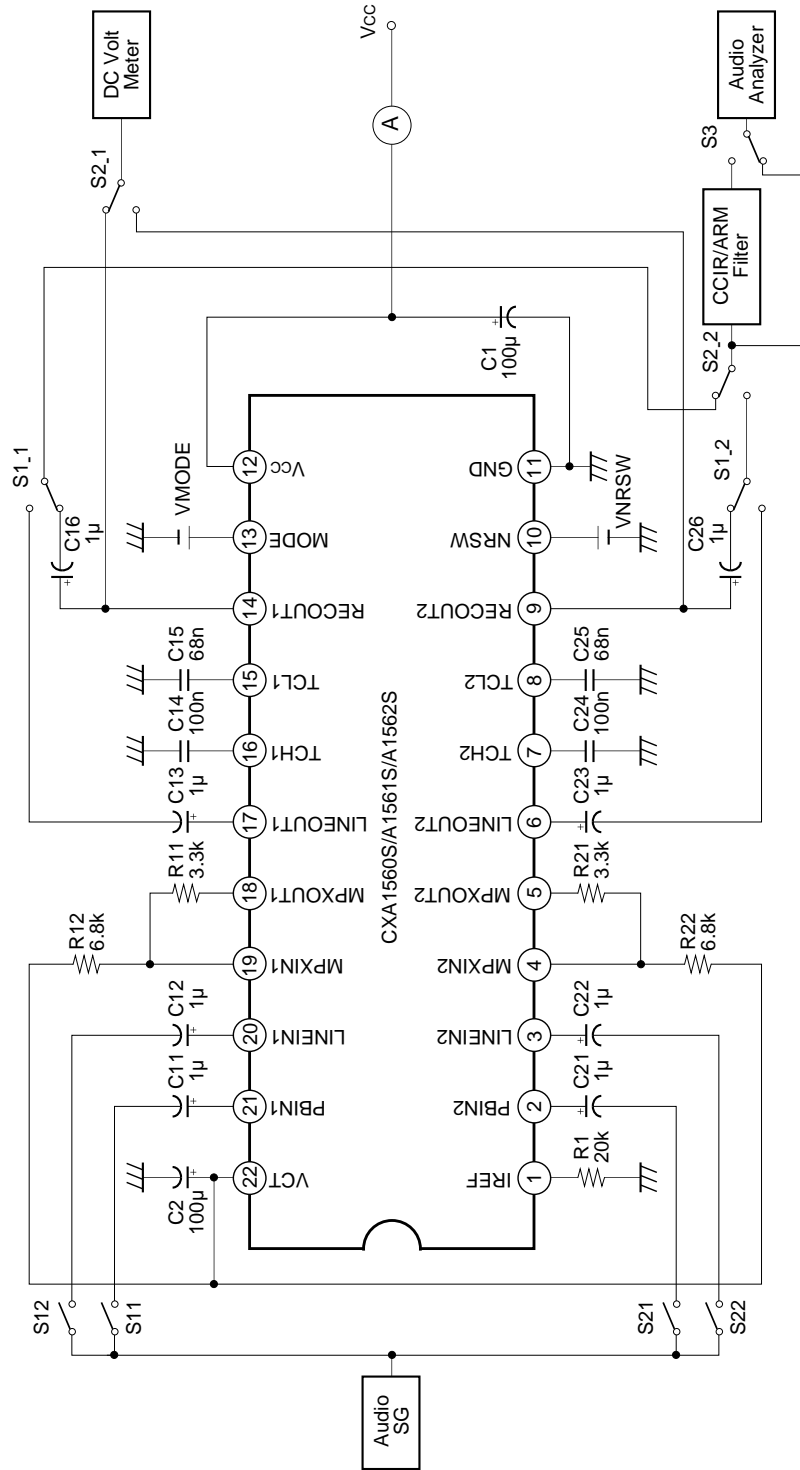 DC Volt
Meter
S2_1
Vcc
A
S3
Audio
Analyzer
CCIR/ARM
Filter
S2_2
S1_1
S1_2
C16
1µ
C26
1µ
C1
100µ
VMODE
VNRSW
12
Vcc
13
MODE
14
RECOUT1
15
TCL1
16
TCH1
17
LINEOUT1
18
MPXOUT1
19
MPXIN1
20
LINEIN1
21
PBIN1
22
VCT
CXA1560S/A1561S/A1562S
11
GND
10
NRSW
9
RECOUT2
8
TCL2
7
TCH2
6
LINEOUT2
5
MPXOUT2
4
MPXIN2
3
LINEIN2
2
PBIN2
1
IREF
C15
68n
C14
100n
C13
1µ
R11
3.3k
R12
6.8k
C12
1µ
C11
1µ
C2
100µ
C25
68n
C24
100n
C23
1µ
R21
3.3k
R22
6.8k
C22
1µ
C21
1µ
R1
20k
S12
S11
S21
S22
Audio
SG